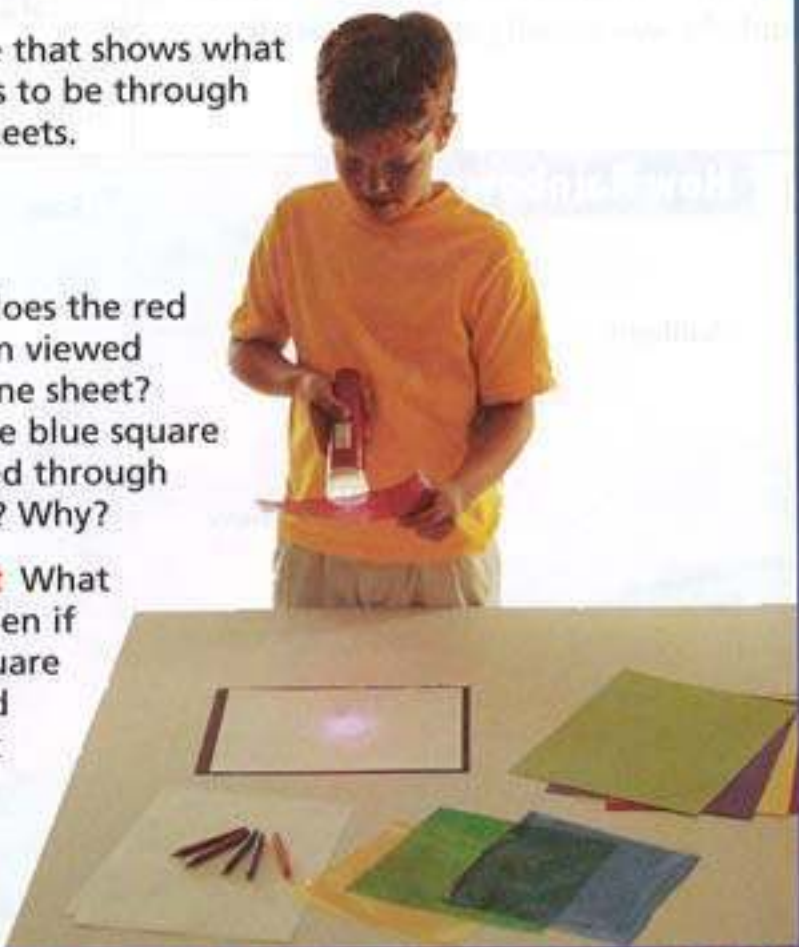 that shows what
s to be through
eets.
oes the red
n viewed
ne sheet?
e blue square
d through
? Why?
: What
en if
uare
d